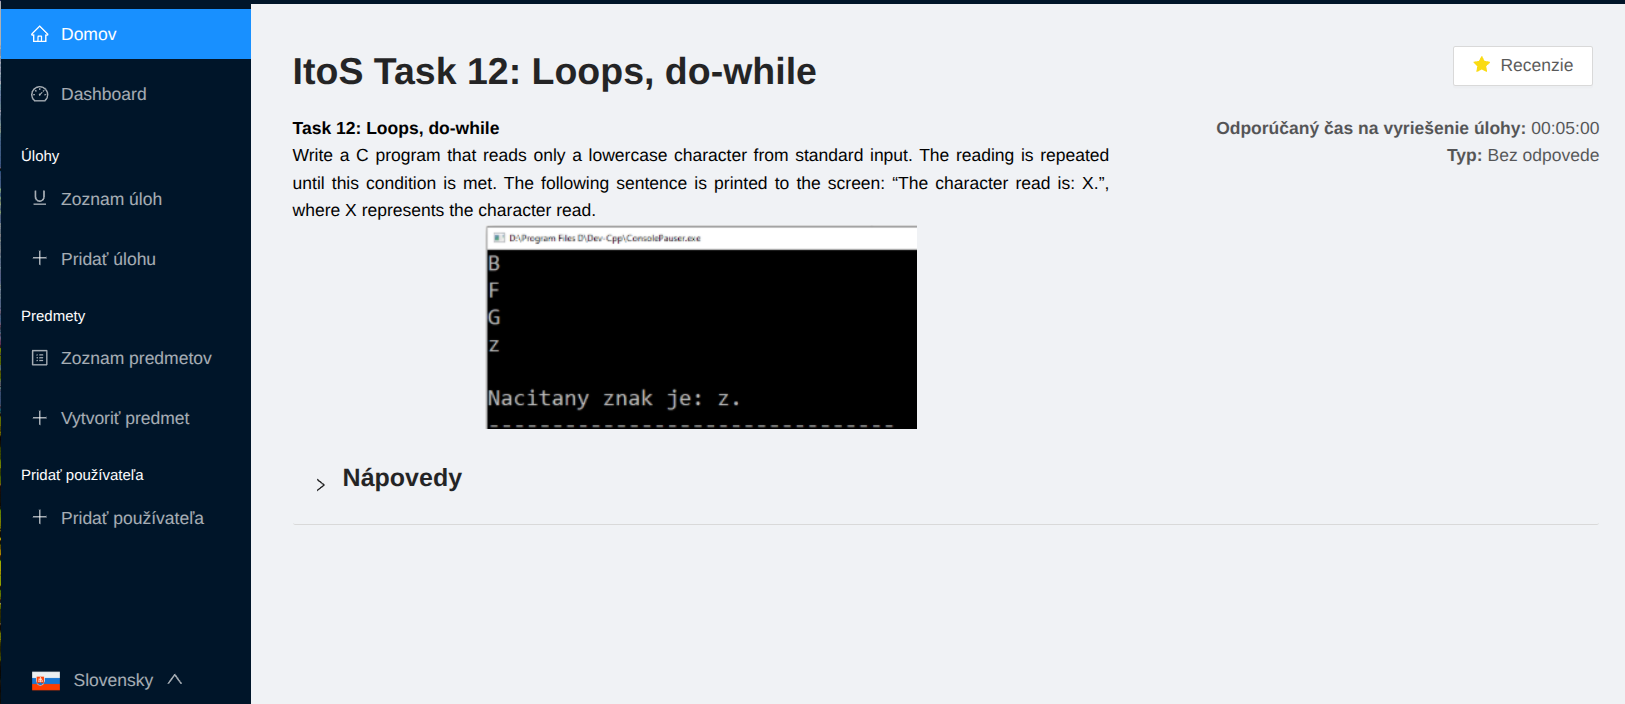 Domov
Dashboard
Úlohy
Zoznam úloh
Pridať úlohu
Predmety
Zoznam predmetov
Vytvoriť predmet
Pridať používateľa
Pridať používateľa
Slovensky
ItoS Task 12: Loops, do-while
Recenzie
Task 12: Loops, do-while
Write a C program that reads only a lowercase character from standard input. The reading is repeated
until this condition is met. The following sentence is printed to the screen: “The character read is: X.”,
where X represents the character read.
Odporúčaný čas na vyriešenie úlohy: 00:05:00
Typ: Bez odpovede
D:\Program Files D\Dev-Cpp\ConsolePauser.exe
B
F
G
z
Nacitany znak je: z.
--------------------------------
Nápovedy